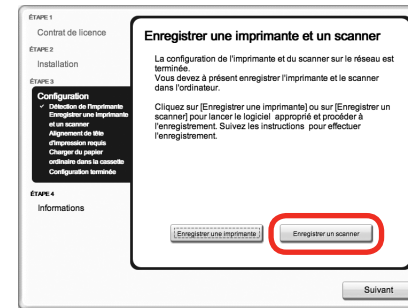 ÉTAPE 1
Contrat de licence
ÉTAPE 2
Installation
ÉTAPE 3
Configuration
✓ Détection de l'imprimante
Enregistrer une imprimante
et un scanner
Alignement de tête
d'impression requis
Charger du papier
ordinaire dans la cassette
Configuration terminée
ÉTAPE 4
Informations
Enregistrer une imprimante et un scanner
La configuration de l'imprimante et du scanner sur le réseau est
terminée.
Vous devez à présent enregistrer l'imprimante et le scanner
dans l'ordinateur.
Cliquez sur [Enregistrer une imprimante] ou sur [Enregistrer un
scanner] pour lancer le logiciel approprié et procéder à
l'enregistrement. Suivez les instructions pour effectuer
l'enregistrement.
Enregistrer une imprimante
Enregistrer un scanner
Suivant